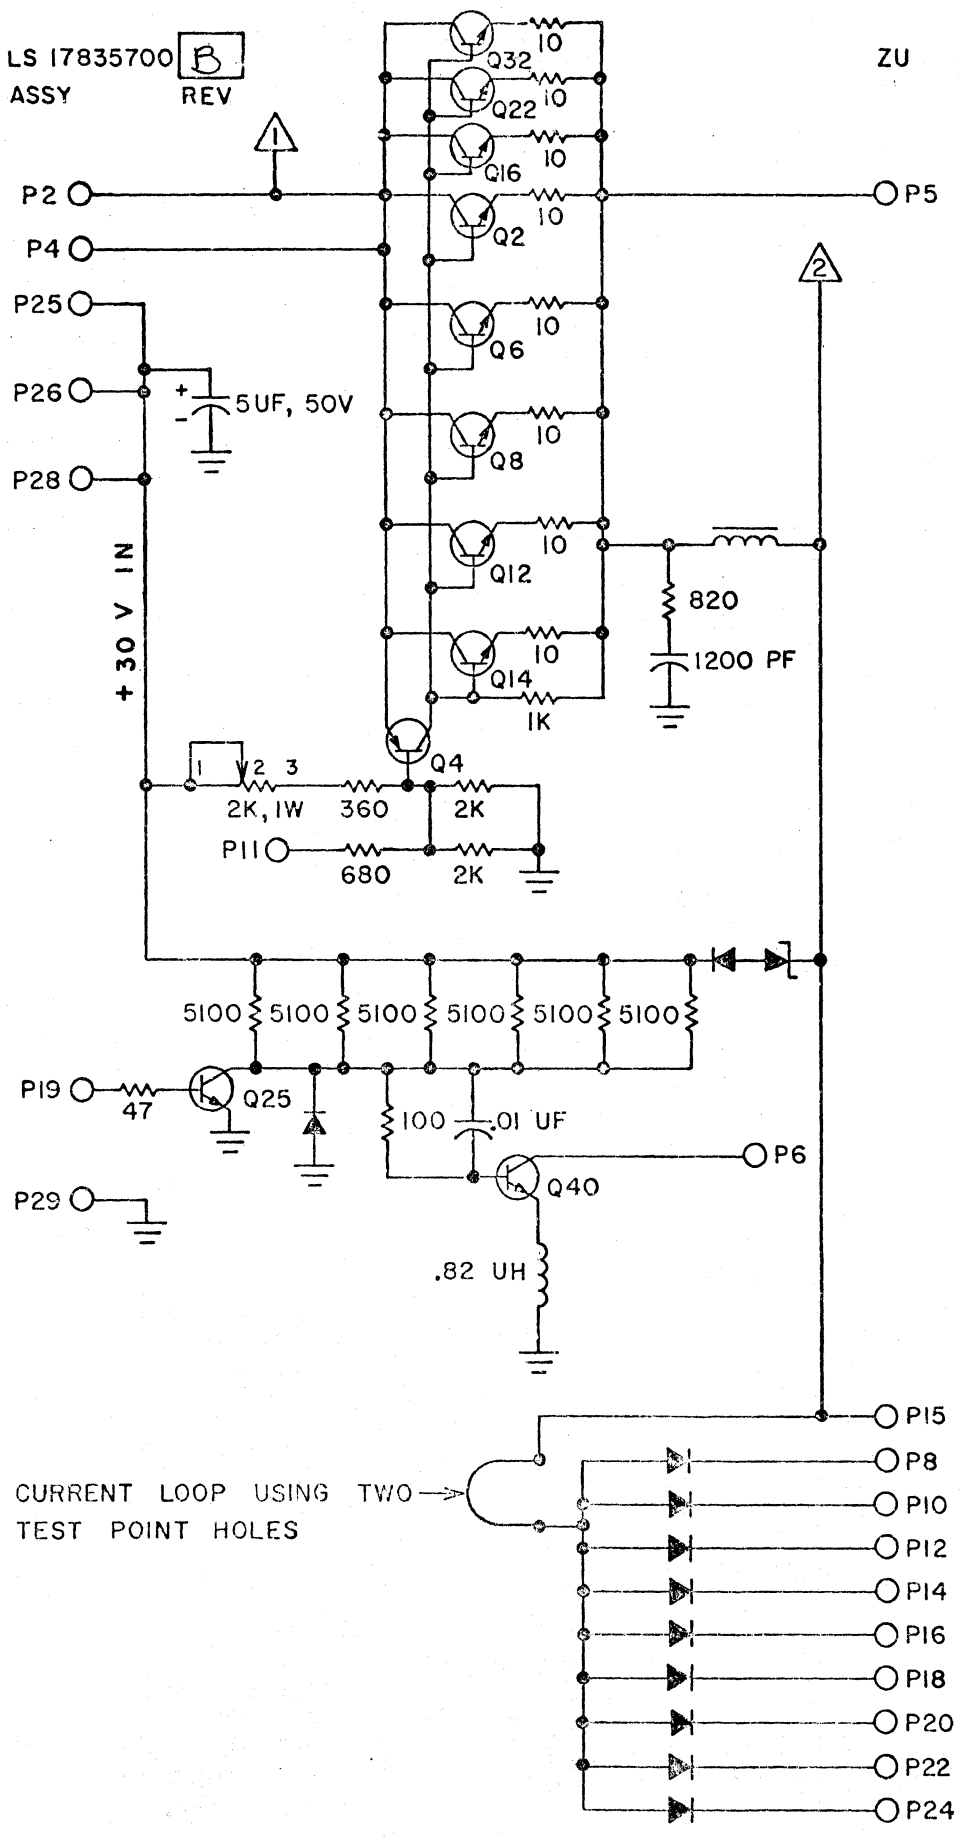 LS 17835700 B
ZU
ASSY REV
10
Q32
10
Q22
1
10
Q16
P2
10
P5
Q2
P4
2
P25
10
Q6
P26
+
5UF, 50V
-
10
Q8
P28
10
Q12
+30 V IN
820
10
1200 PF
Q14
1K
Q4
1 2 3
2K, 1W
360
2K
P11
680
2K
5100 5100 5100 5100 5100 5100
P19
47
Q25
100
.01 UF
P6
Q40
P29
.82 UH
P15
P8
CURRENT LOOP USING TWO
TEST POINT HOLES
P10
P12
P14
P16
P18
P20
P22
P24